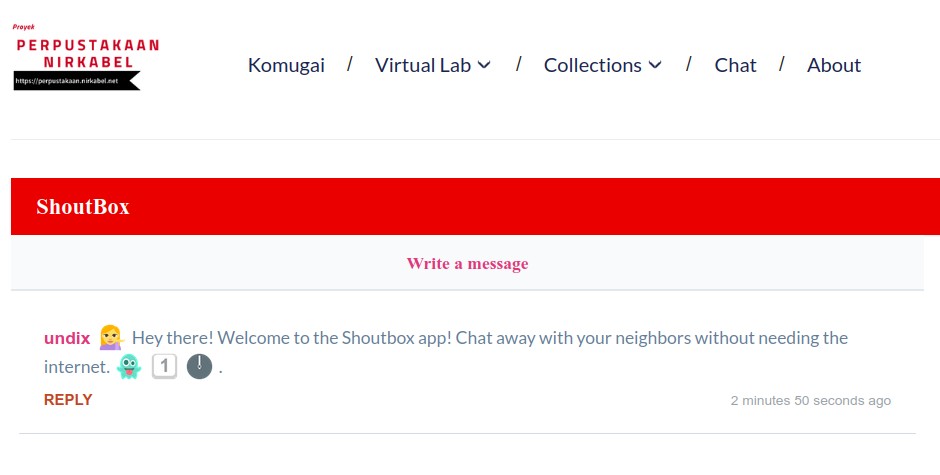 Proyek
PERPUSTAKAAN
NIRKABEL
https://perpustakaan.nirkabel.net
Komugai / Virtual Lab / Collections / Chat / About
ShoutBox
Write a message
undix Hey there! Welcome to the Shoutbox app! Chat away with your neighbors without needing the
internet. 1 .
REPLY
2 minutes 50 seconds ago